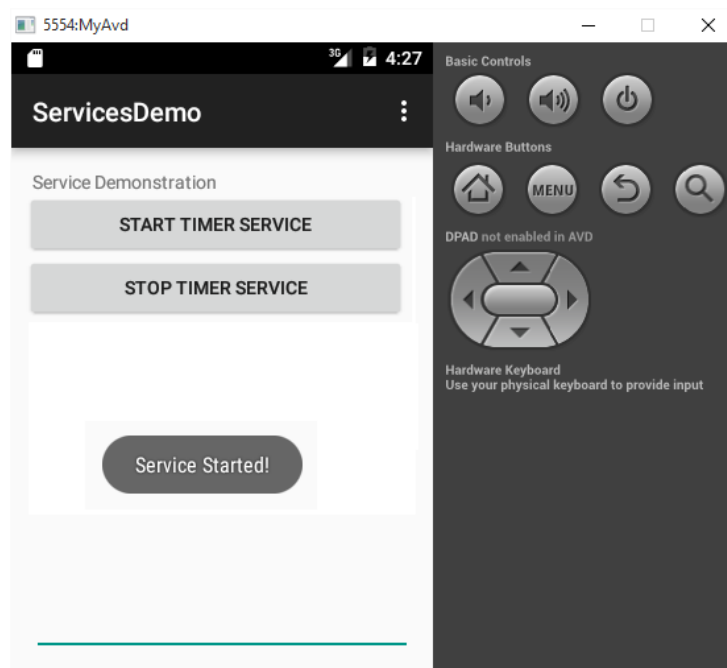 5554:MyAvd
3G 4:27
ServicesDemo
Service Demonstration
START TIMER SERVICE
STOP TIMER SERVICE
Service Started!
Basic Controls
Hardware Buttons
MENU
DPAD not enabled in AVD
Hardware Keyboard
Use your physical keyboard to provide input